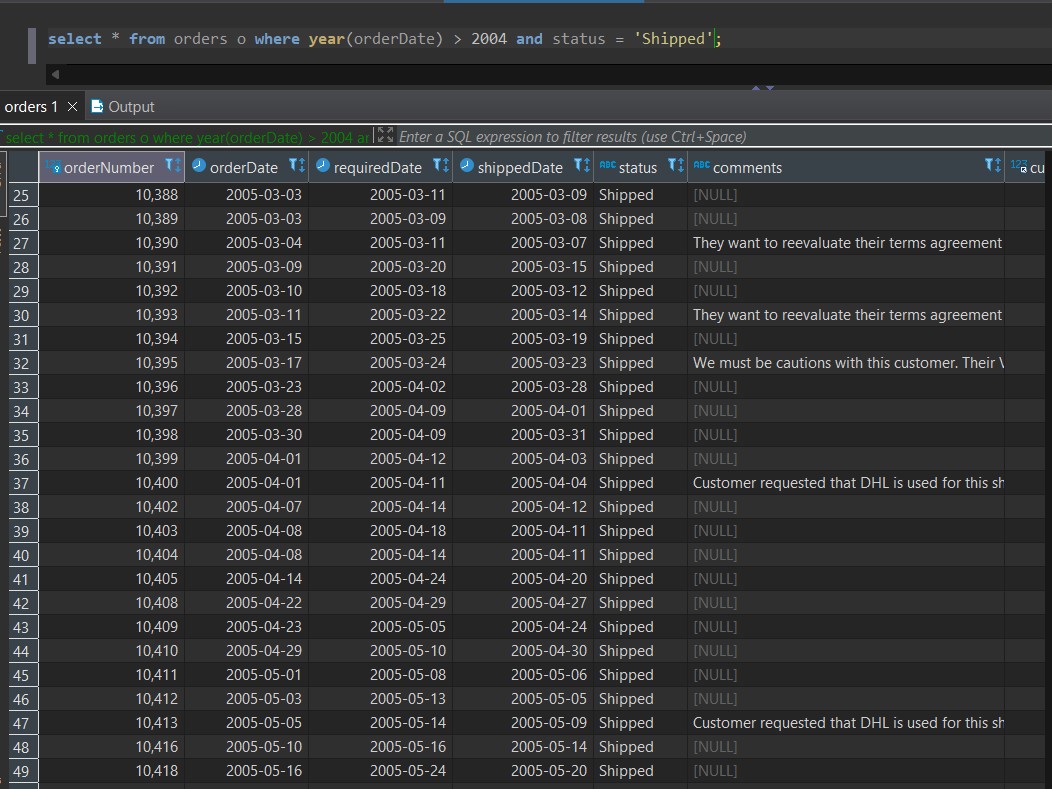 select * from orders o where year(orderDate) > 2004 and status = 'Shipped';
orders 1 Output
select * from orders o where year(orderDate) > 2004 ar Enter a SQL expression to filter results (use Ctrl+Space)
123 orderNumber orderDate requiredDate shippedDate ABC status ABC comments 123 cu
25 10,388 2005-03-03 2005-03-11 2005-03-09 Shipped [NULL]
26 10,389 2005-03-03 2005-03-09 2005-03-08 Shipped [NULL]
27 10,390 2005-03-04 2005-03-11 2005-03-07 Shipped They want to reevaluate their terms agreement
28 10,391 2005-03-09 2005-03-20 2005-03-15 Shipped [NULL]
29 10,392 2005-03-10 2005-03-18 2005-03-12 Shipped [NULL]
30 10,393 2005-03-11 2005-03-22 2005-03-14 Shipped They want to reevaluate their terms agreement
31 10,394 2005-03-15 2005-03-25 2005-03-19 Shipped [NULL]
32 10,395 2005-03-17 2005-03-24 2005-03-23 Shipped We must be cautions with this customer. Their V
33 10,396 2005-03-23 2005-04-02 2005-03-28 Shipped [NULL]
34 10,397 2005-03-28 2005-04-09 2005-04-01 Shipped [NULL]
35 10,398 2005-03-30 2005-04-09 2005-03-31 Shipped [NULL]
36 10,399 2005-04-01 2005-04-12 2005-04-03 Shipped [NULL]
37 10,400 2005-04-01 2005-04-11 2005-04-04 Shipped Customer requested that DHL is used for this sh
38 10,402 2005-04-07 2005-04-14 2005-04-12 Shipped [NULL]
39 10,403 2005-04-08 2005-04-18 2005-04-11 Shipped [NULL]
40 10,404 2005-04-08 2005-04-14 2005-04-11 Shipped [NULL]
41 10,405 2005-04-14 2005-04-24 2005-04-20 Shipped [NULL]
42 10,408 2005-04-22 2005-04-29 2005-04-27 Shipped [NULL]
43 10,409 2005-04-23 2005-05-05 2005-04-24 Shipped [NULL]
44 10,410 2005-04-29 2005-05-10 2005-04-30 Shipped [NULL]
45 10,411 2005-05-01 2005-05-08 2005-05-06 Shipped [NULL]
46 10,412 2005-05-03 2005-05-13 2005-05-05 Shipped [NULL]
47 10,413 2005-05-05 2005-05-14 2005-05-09 Shipped Customer requested that DHL is used for this sh
48 10,416 2005-05-10 2005-05-16 2005-05-14 Shipped [NULL]
49 10,418 2005-05-16 2005-05-24 2005-05-20 Shipped [NULL]